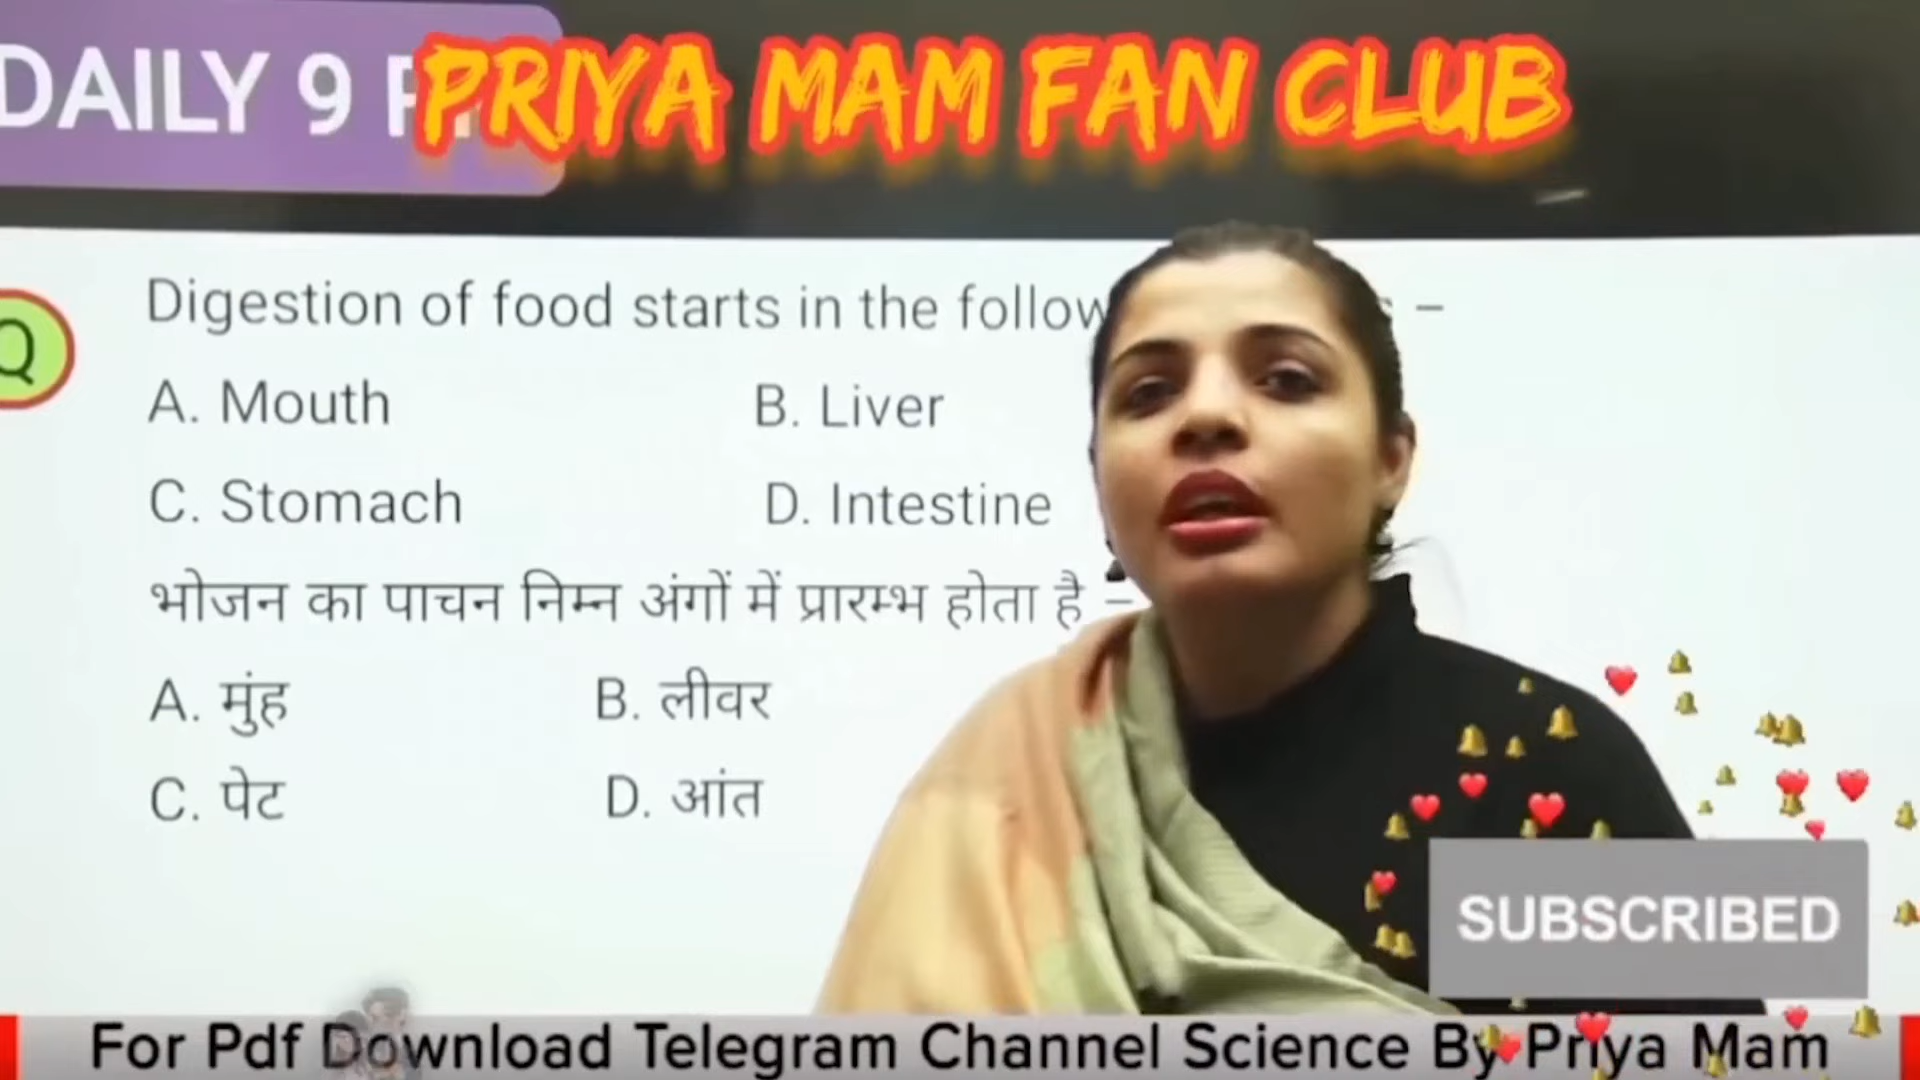 DAILY 9
PRIYA MAM FAN CLUB
Q
Digestion of food starts in the –
A. Mouth B. Liver
C. Stomach D. Intestine
भोजन का पाचन निम्न अंगों में प्रारम्भ होता है –
A. मुंह B. लीवर
C. पेट D. आंत
SUBSCRIBED
For Pdf Download Telegram Channel Science By Priya Mam